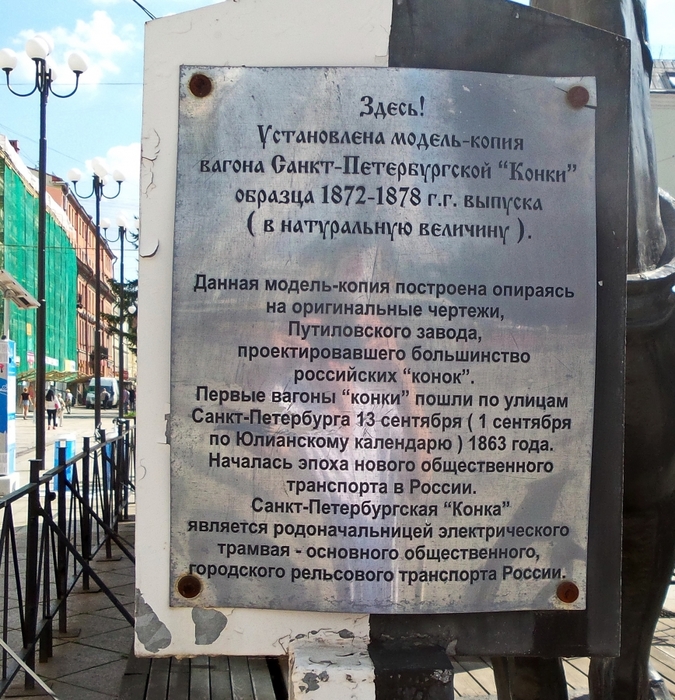 Здесь!
Установлена модель-копия
вагона Санкт-Петербургской "Конки"
образца 1872-1878 г.г. выпуска
( в натуральную величину ).
Данная модель-копия построена опираясь
на оригинальные чертежи,
Путиловского завода,
проектировавшего большинство
российских "конок".
Первые вагоны "конки" пошли по улицам
Санкт-Петербурга 13 сентября ( 1 сентября
по Юлианскому календарю ) 1863 года.
Началась эпоха нового общественного
транспорта в России.
Санкт-Петербургская "Конка"
является родоначальницей электрического
трамвая - основного общественного,
городского рельсового транспорта России.